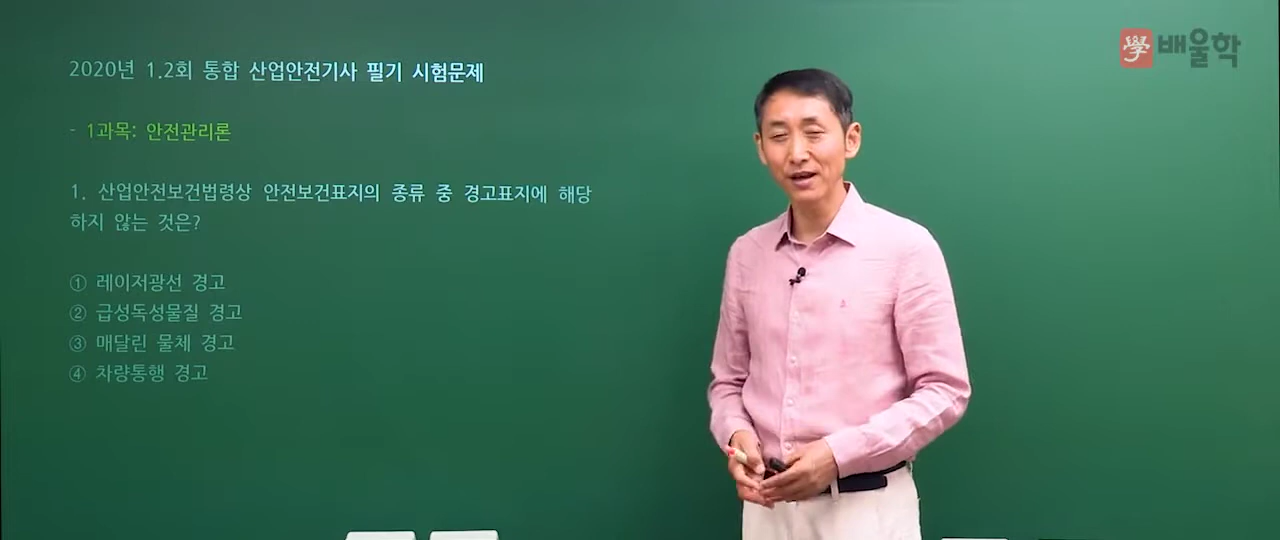 學배울학
2020년 1.2회 통합 산업안전기사 필기 시험문제
- 1과목: 안전관리론
1. 산업안전보건법령상 안전보건표지의 종류 중 경고표지에 해당
하지 않는 것은?
① 레이저광선 경고
② 급성독성물질 경고
③ 매달린 물체 경고
④ 차량통행 경고